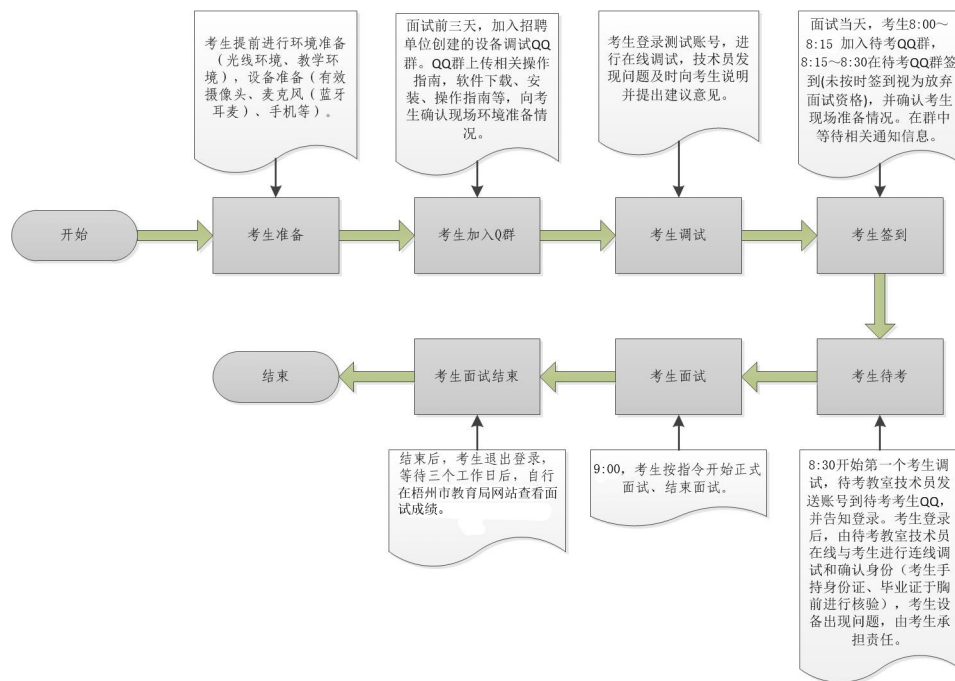 考生提前进行环境准备
（光线环境、教学环
境），设备准备（有效
摄像头、麦克风（蓝牙
耳麦）、手机等）。
面试前三天，加入招聘
单位创建的设备调试QQ
群。QQ群上传相关操作
指南，软件下载、安
装、操作指南等，向考
生确认现场环境准备情
况。
考生登录测试账号，进
行在线调试，技术员发
现问题及时向考生说明
并提出建议意见。
面试当天，考生8:00～
8:15 加入待考QQ群，
8:15～8:30在待考QQ群签
到(未按时签到视为放弃
面试资格)，并确认考生
现场准备情况。在群中
等待相关通知信息。
开始
考生准备
考生加入Q群
考生调试
考生签到
结束
考生面试结束
考生面试
考生待考
结束后，考生退出登录，
等待三个工作日后，自行
在梧州市教育局网站查看面
试成绩。
9:00，考生按指令开始正式
面试、结束面试。
8:30开始第一个考生调
试，待考教室技术员发
送账号到待考考生QQ，
并告知登录。考生登录
后，由待考教室技术员
在线与考生进行连线调
试和确认身份（考生手
持身份证、毕业证于胸
前进行核验），考生设
备出现问题，由考生承
担责任。